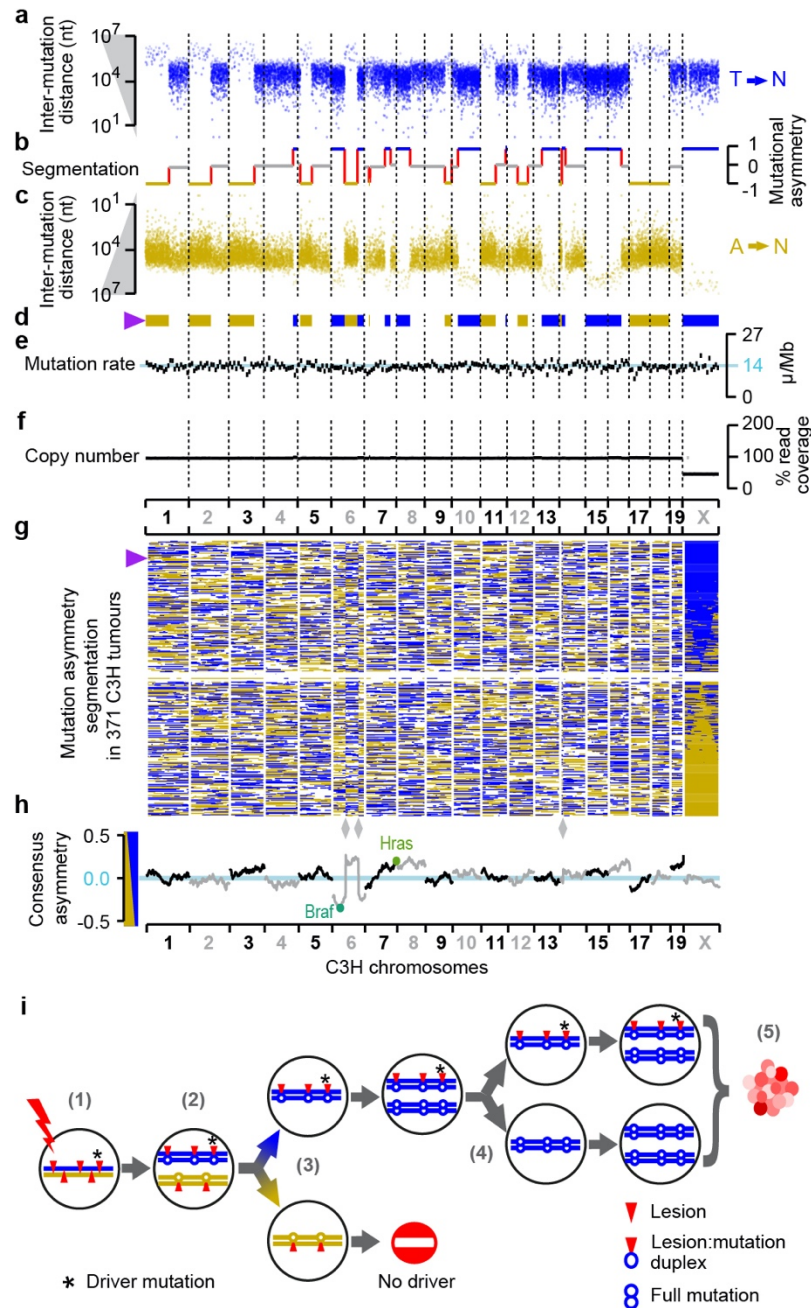 a
Inter-mutation
distance (nt)
10⁷
10⁴
10¹
T → N
b
Segmentation
1
0
-1
Mutational
asymmetry
c
Inter-mutation
distance (nt)
10¹
10⁴
10⁷
A → N
d
e
Mutation rate
27
14
0
μ/Mb
f
Copy number
200
100
0
% read
coverage
1 2 3 4 5 6 7 8 9 10 11 12 13 15 17 19 X
g
Mutation asymmetry
segmentation
in 371 C3H tumours
h
Consensus
asymmetry
0.5
0.0
-0.5
Hras
Braf
1 2 3 4 5 6 7 8 9 10 11 12 13 15 17 19 X
C3H chromosomes
i
(1)
(2)
(3)
(4)
(5)
*
*
*
*
*
*
No driver
* Driver mutation
Lesion
Lesion:mutation
duplex
Full mutation